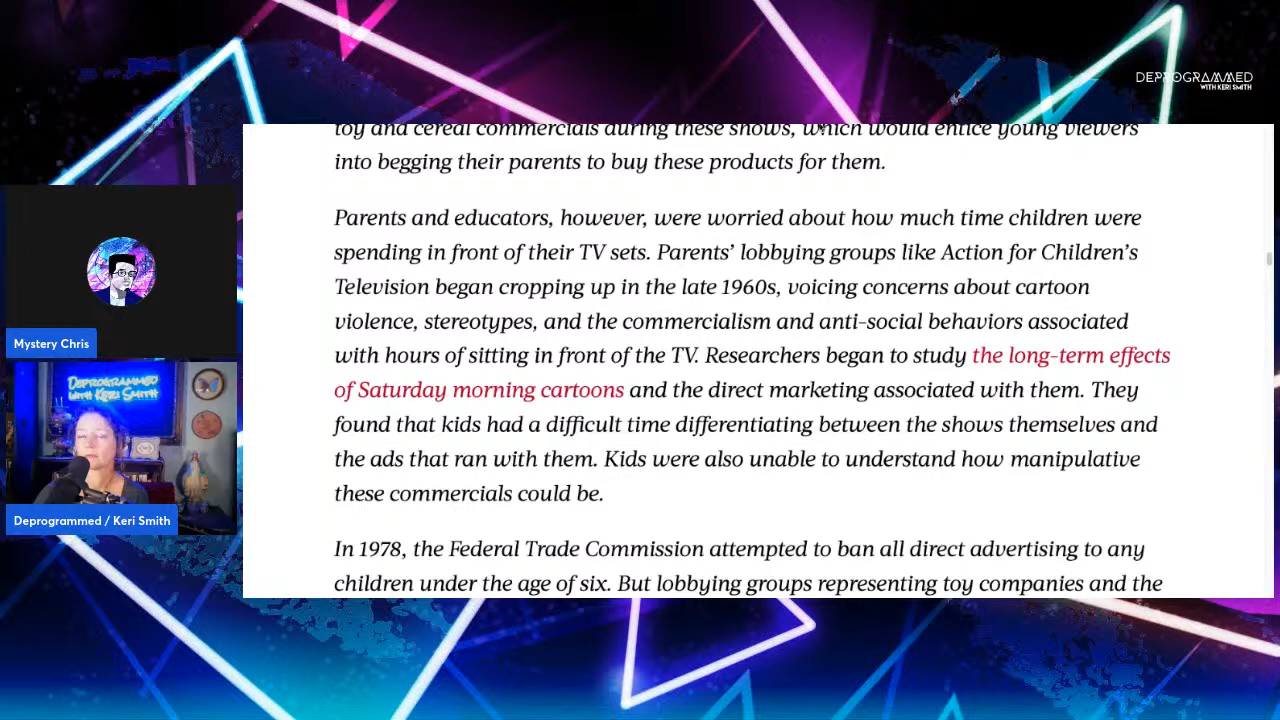 DEPROGRAMMED
WITH KERI SMITH
toy and cereal commercials during these shows, which would entice young viewers
into begging their parents to buy these products for them.
Parents and educators, however, were worried about how much time children were
spending in front of their TV sets. Parents’ lobbying groups like Action for Children’s
Television began cropping up in the late 1960s, voicing concerns about cartoon
violence, stereotypes, and the commercialism and anti-social behaviors associated
with hours of sitting in front of the TV. Researchers began to study the long-term effects
of Saturday morning cartoons and the direct marketing associated with them. They
found that kids had a difficult time differentiating between the shows themselves and
the ads that ran with them. Kids were also unable to understand how manipulative
these commercials could be.
In 1978, the Federal Trade Commission attempted to ban all direct advertising to any
children under the age of six. But lobbying groups representing toy companies and the
Mystery Chris
DEPROGRAMMED
WITH KERI SMITH
Deprogrammed / Keri Smith